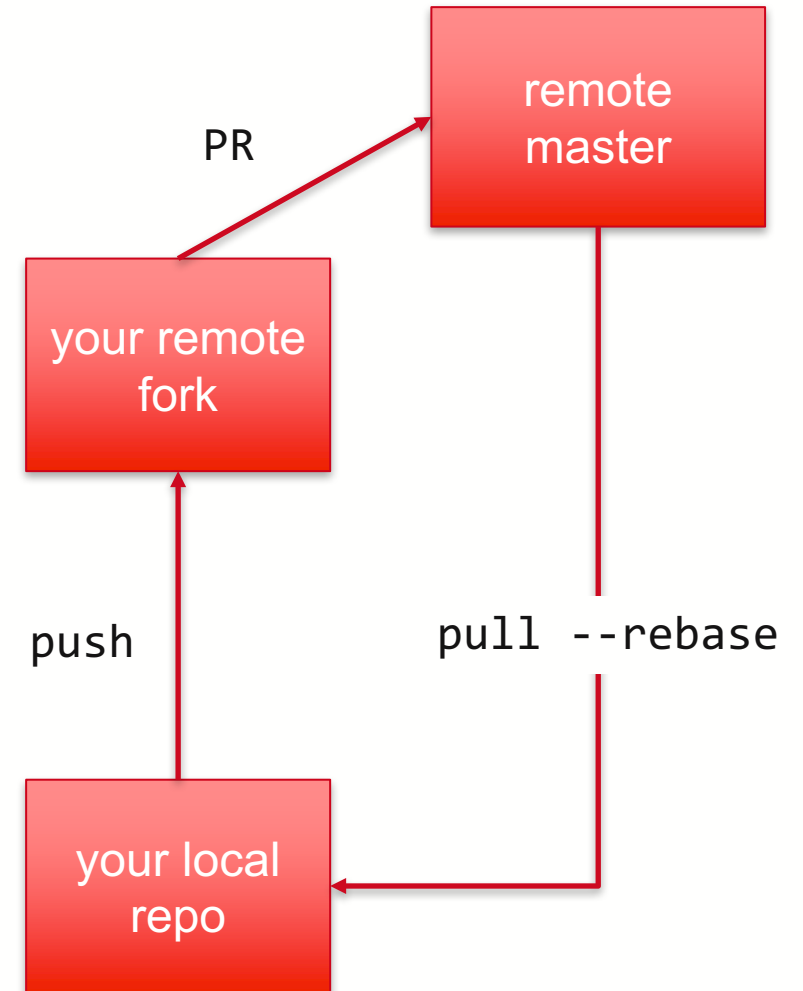 remote
master
PR
your remote
fork
push
pull --rebase
your local
repo